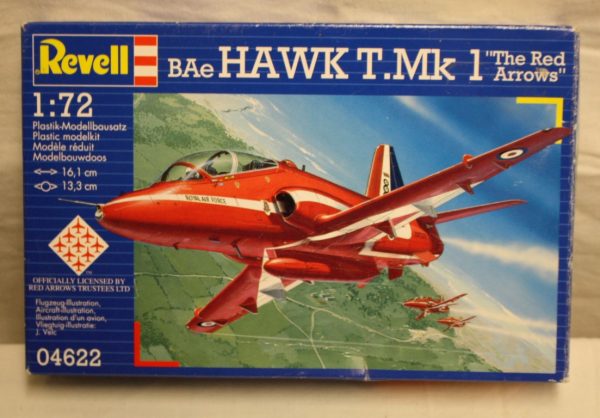 Revell
BAe HAWK T.Mk 1 "The Red
Arrows"
1:72
Plastik-Modellbausatz
Plastic modelkit
Modèle réduit
Modelbouwdoos
16,1 cm
13,3 cm
OFFICIALLY LICENSED BY
RED ARROWS TRUSTEES LTD
Flugzeug-Illustration,
Aircraft-Illustration,
Illustration d'un avion,
Vliegtuig-illustratie:
J. Velc
04622
ROYAL AIR FORCE